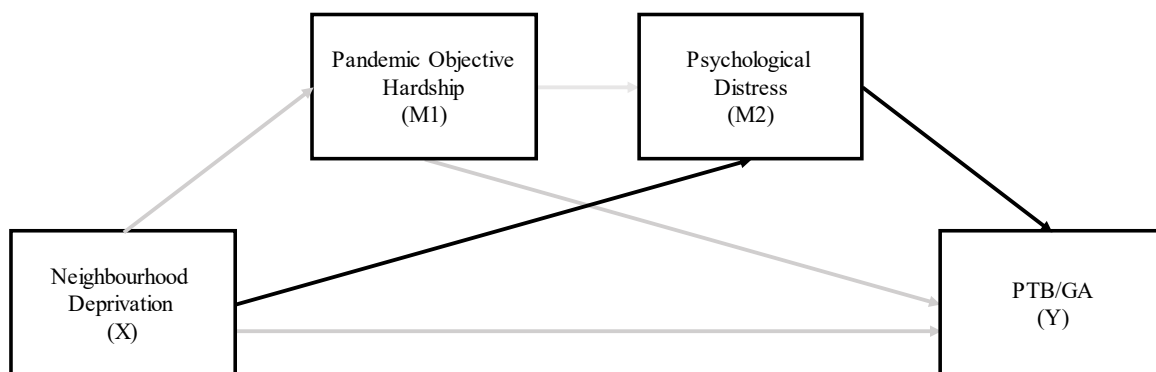 Pandemic Objective
Hardship
(M1)
Psychological
Distress
(M2)
Neighbourhood
Deprivation
(X)
PTB/GA
(Y)